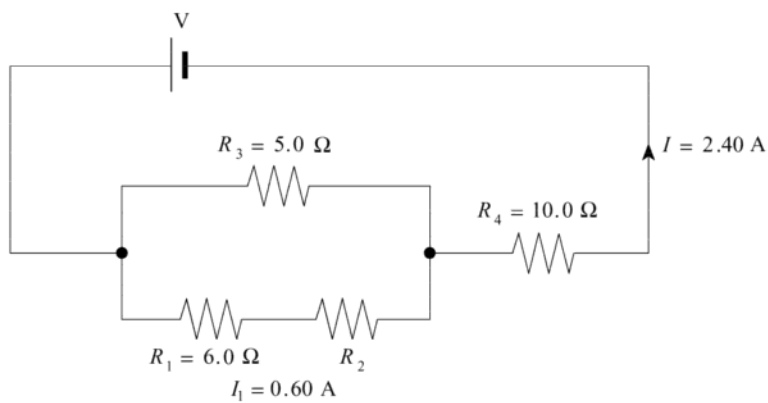 V
R₃ = 5.0 Ω
I = 2.40 A
R₄ = 10.0 Ω
R₁ = 6.0 Ω
R₂
I₁ = 0.60 A